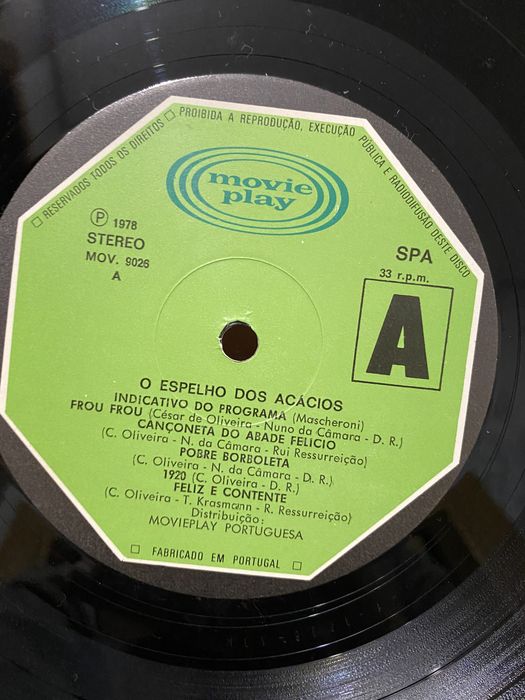 □ RESERVADOS TODOS OS DIREITOS □ PROIBIDA A REPRODUÇÃO, EXECUÇÃO PÚBLICA E RADIODIFUSÃO DESTE DISCO
movie
play
Ⓟ 1978
STEREO
MOV. 9026
A
SPA
33 r.p.m.
A
O ESPELHO DOS ACÁCIOS
INDICATIVO DO PROGRAMA (Mascheroni)
FROU FROU (César de Oliveira - Nuno da Câmara - D. R.)
CANÇONETA DO ABADE FELICIO
(C. Oliveira - N. da Câmara - Rui Ressurreição)
POBRE BORBOLETA
(C. Oliveira - N. da Câmara - D. R.)
1920 (C. Oliveira - D. R.)
FELIZ E CONTENTE
(C. Oliveira - T. Krasmann - R. Ressurreição)
Distribuição:
MOVIEPLAY PORTUGUESA
□ FABRICADO EM PORTUGAL □